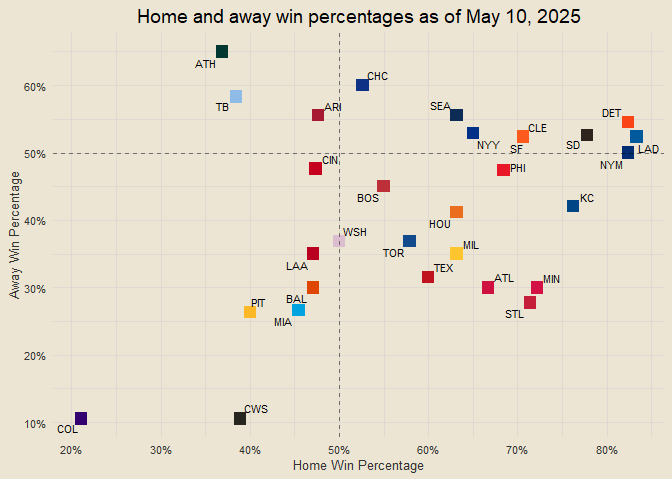 Home and away win percentages as of May 10, 2025
Away Win Percentage
60%
50%
40%
30%
20%
10%
ATH
CHC
TB
ARI
SEA
DET
CLE
NYY
SF
SD
LAD
CIN
PHI
NYM
BOS
KC
HOU
WSH
TOR
MIL
LAA
TEX
ATL
MIN
BAL
PIT
MIA
STL
CWS
COL
20%
30%
40%
50%
60%
70%
80%
Home Win Percentage